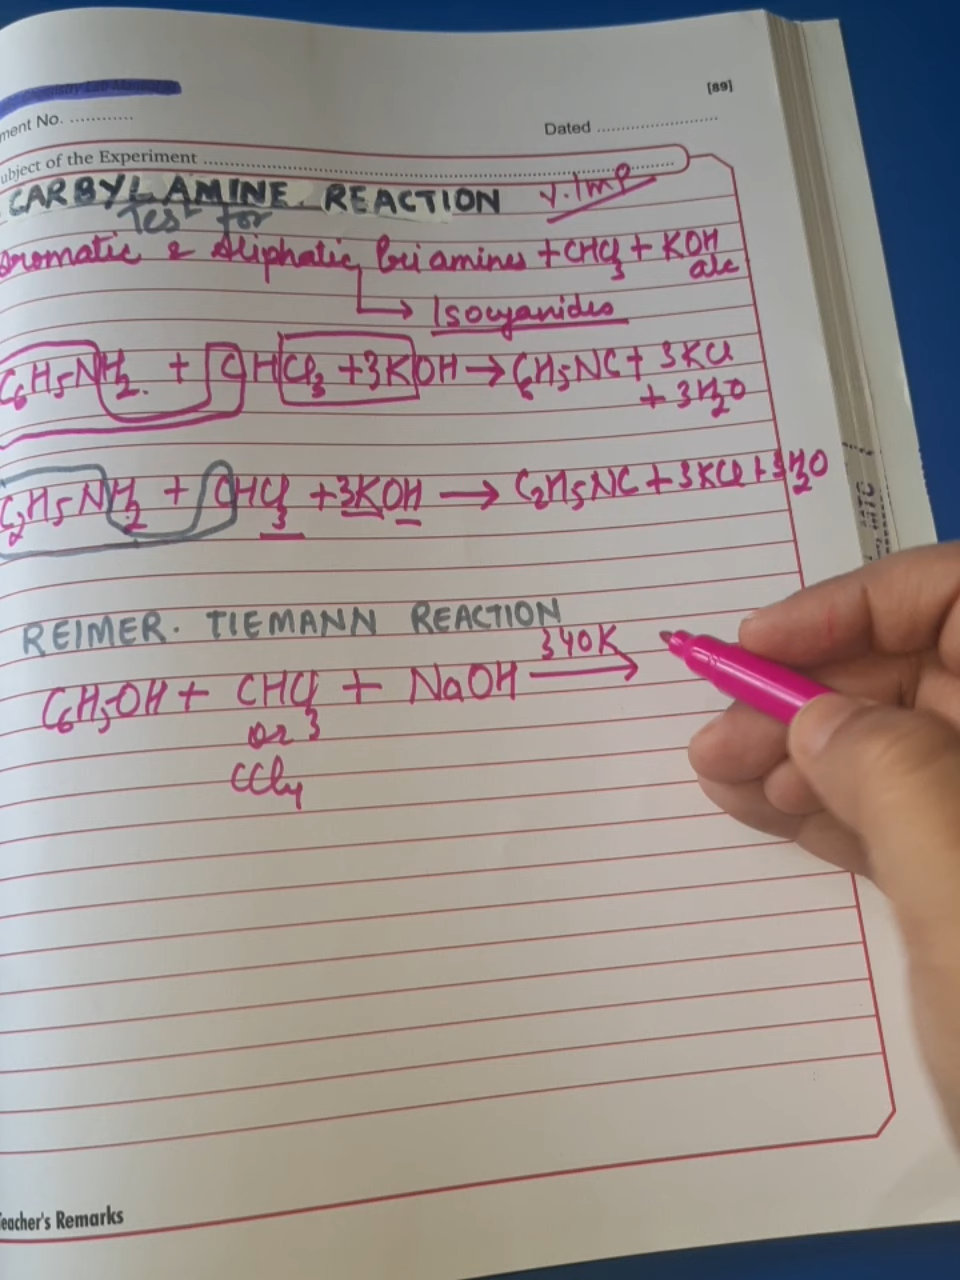 [89]
ment No. ............
Dated ........................
ubject of the Experiment
CARBYLAMINE. REACTION V. Imp
Test for
Aromatic & Aliphatic pri amines + CHCl3 + KOH
alc
Isocyanides
C6H5NH2. + CHCl3 + 3KOH → C6H5NC + 3KCl
+ 3H2O
C2H5NH2 + CHCl3 + 3KOH → C2H5NC + 3KCl + 3H2O
REIMER. TIEMANN REACTION
340K
C6H5OH + CHCl3 + NaOH →
or
CCl4
Teacher's Remarks